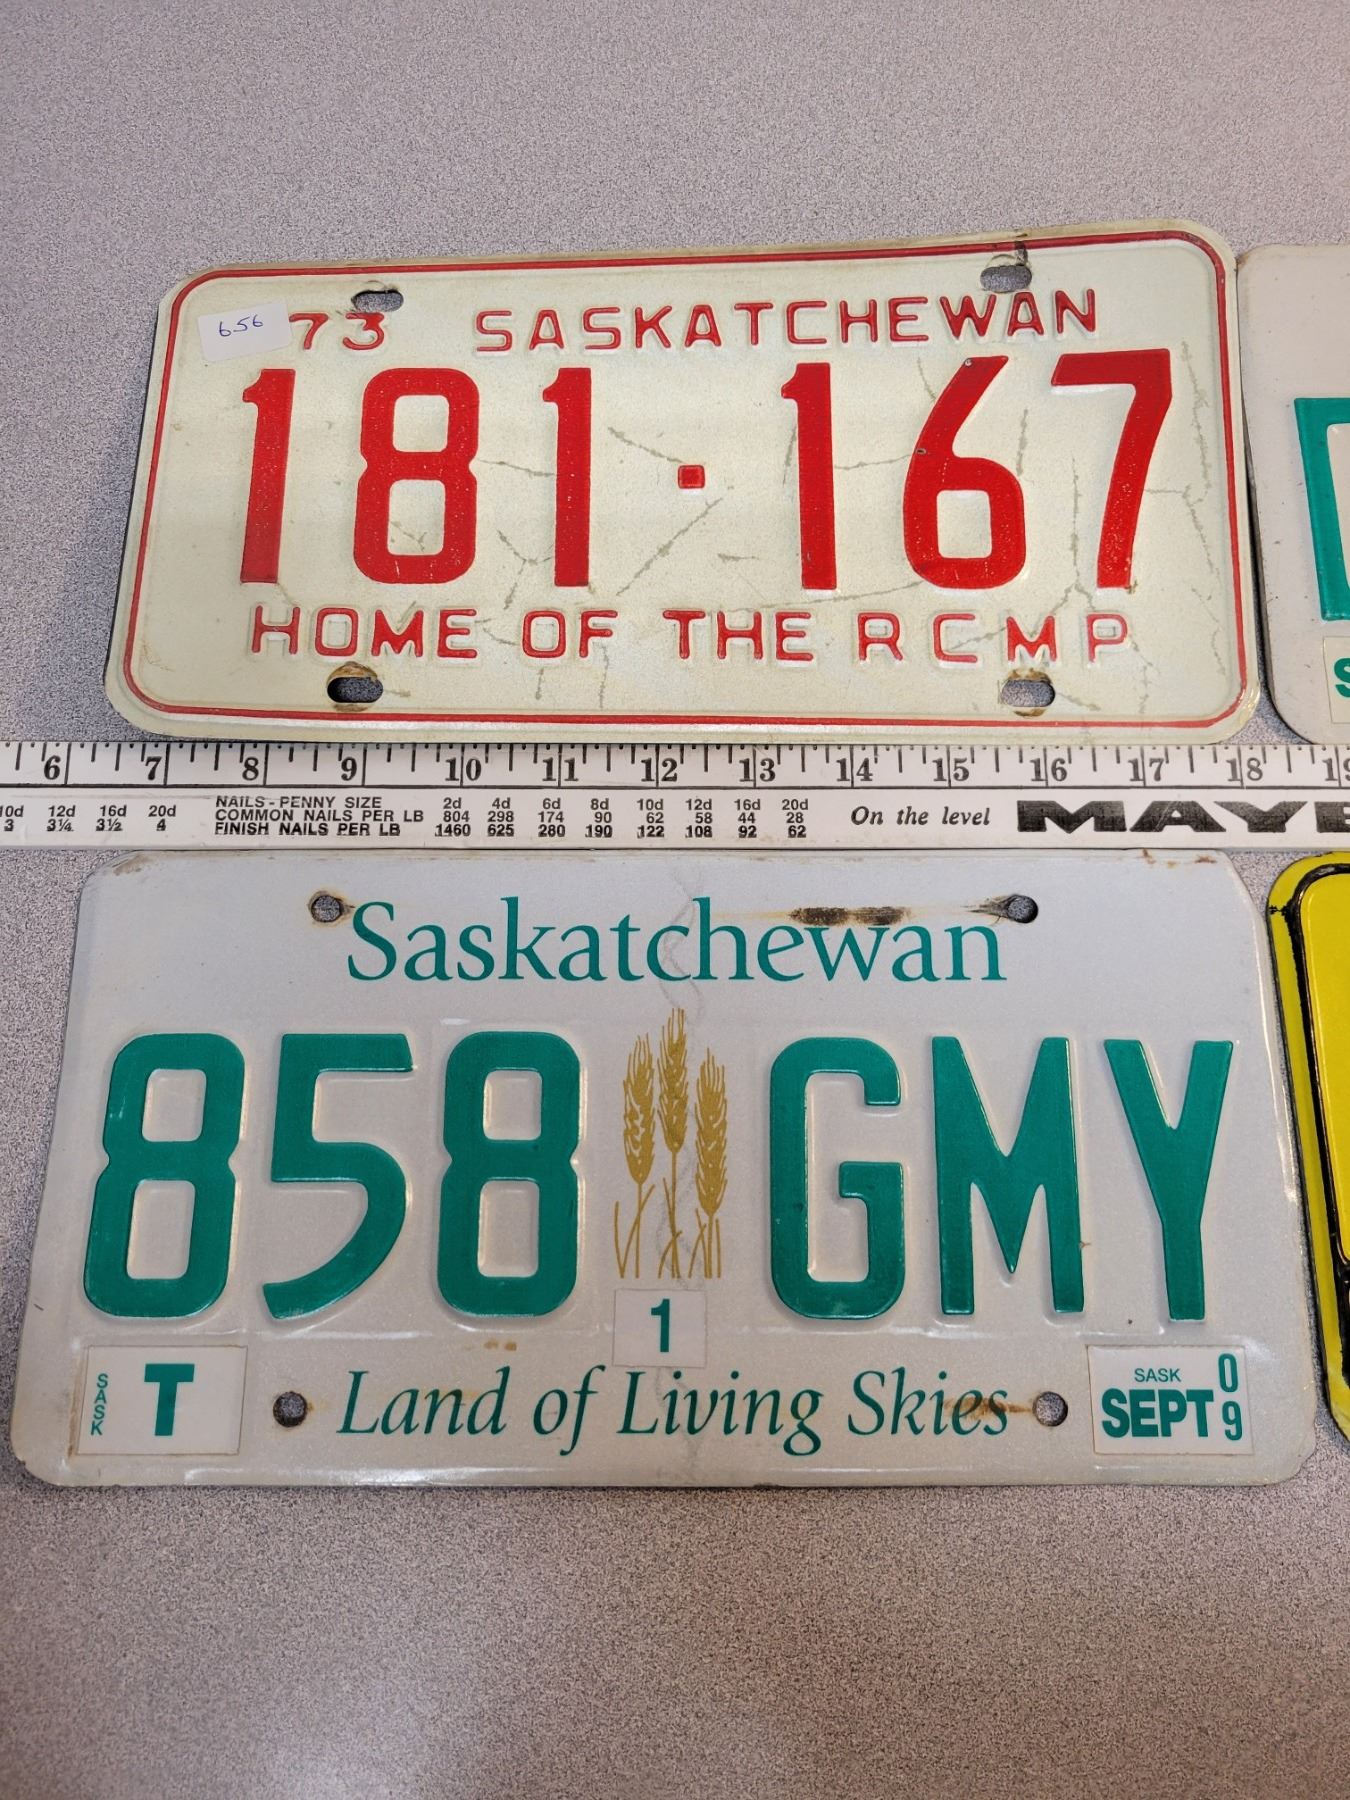 656
73 SASKATCHEWAN
181·167
HOME OF THE RCMP
6 7 8 9 10 11 12 13 14 15 16 17 18 19
10d 12d 16d 20d NAILS-PENNY SIZE 2d 4d 6d 8d 10d 12d 16d 20d
3 3¼ 3½ 4 COMMON NAILS PER LB 804 298 174 90 62 58 44 28
FINISH NAILS PER LB 1460 625 280 190 122 108 92 62
On the level MAYE
Saskatchewan
858 GMY
1
SASK T
Land of Living Skies
SASK
SEPT 09